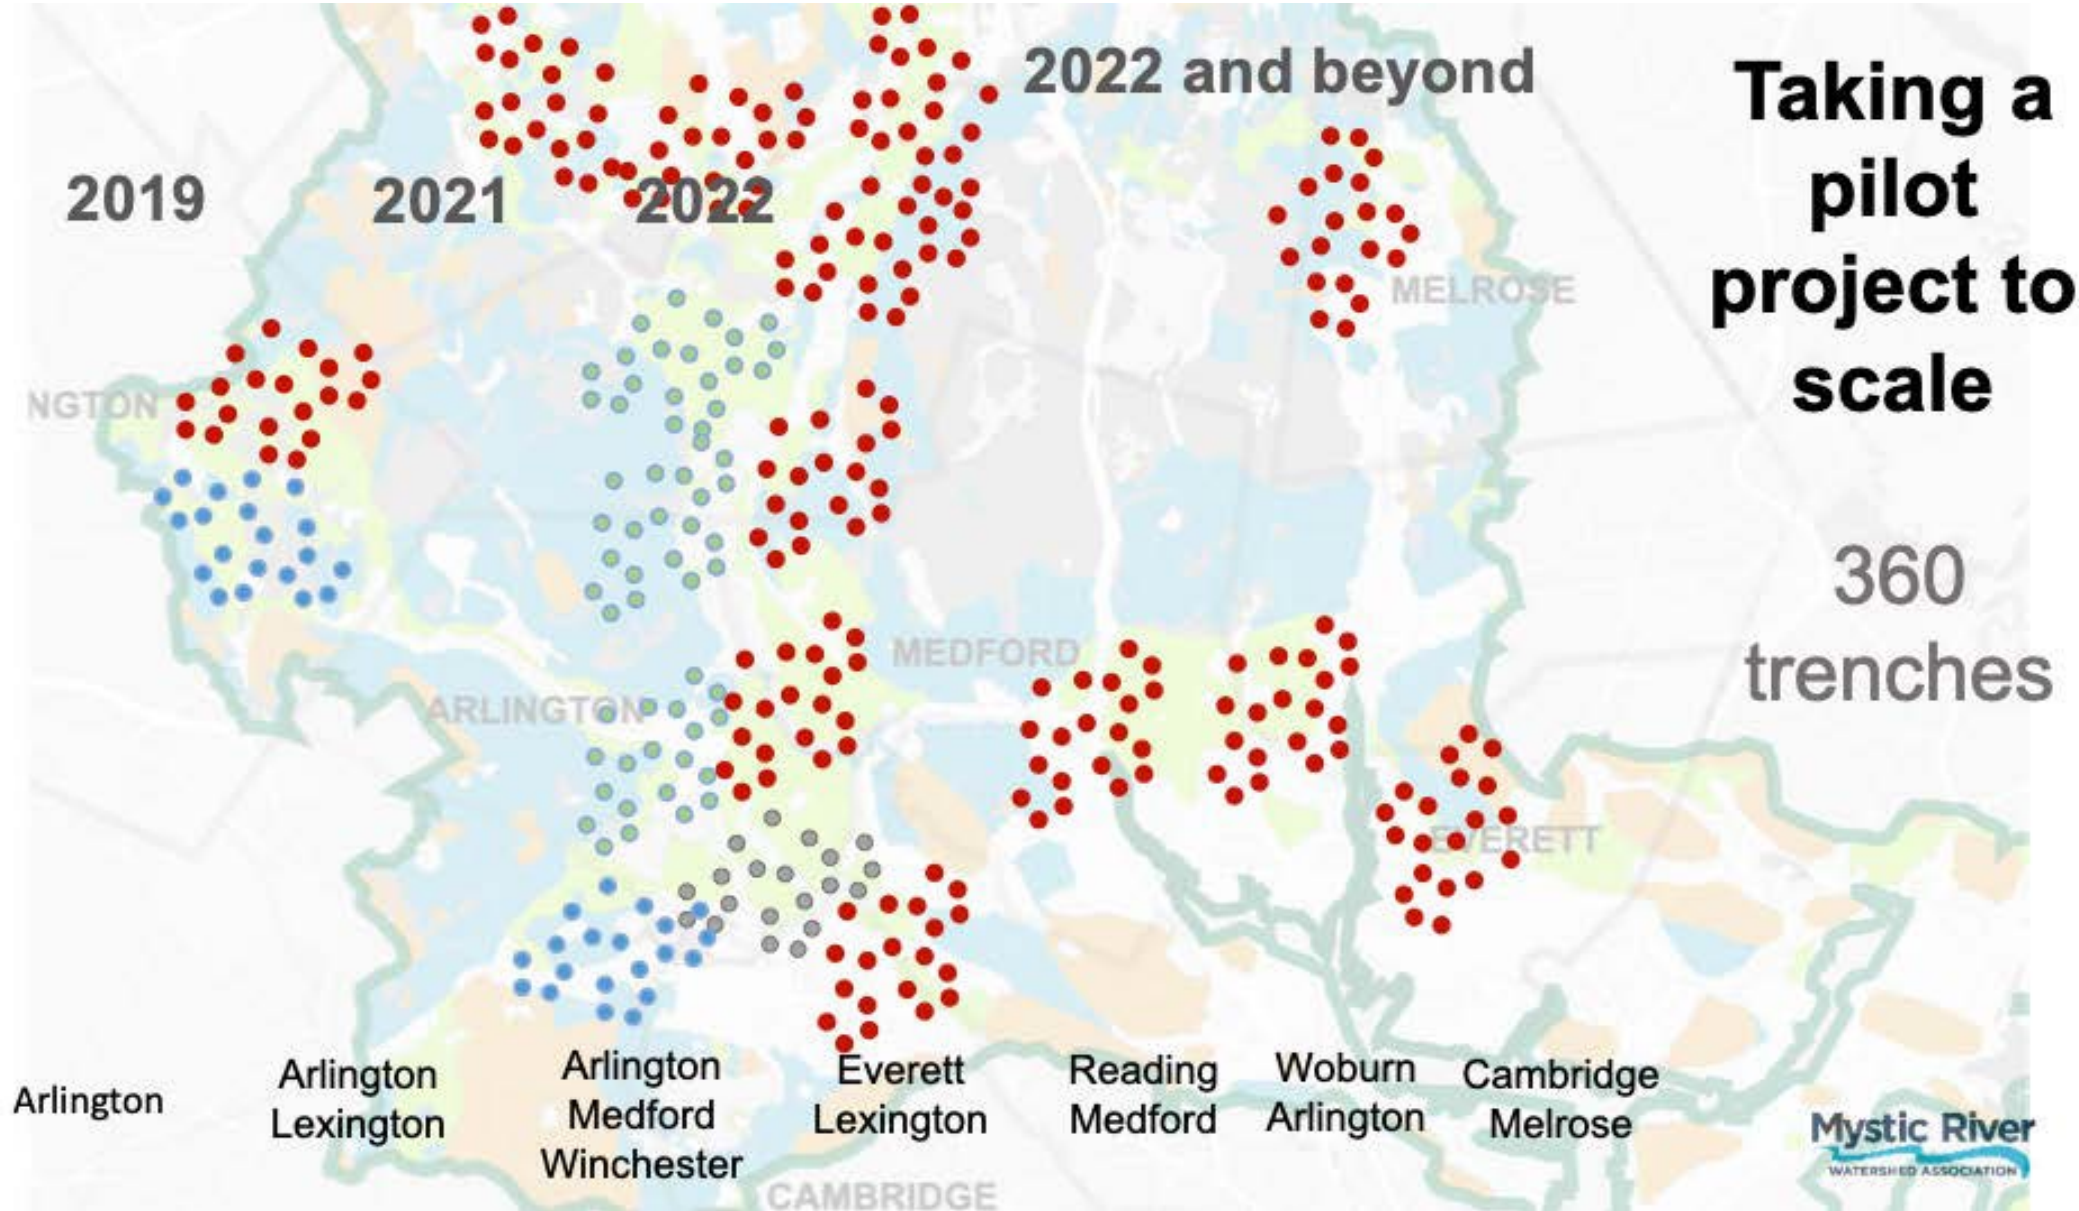 2022 and beyond
Taking a
pilot
project to
scale
2019
2021
2022
MELROSE
NGTON
360
trenches
MEDFORD
ARLINGTON
EVERETT
Arlington
Arlington
Lexington
Arlington
Medford
Winchester
Everett
Lexington
Reading
Medford
Woburn
Arlington
Cambridge
Melrose
Mystic River
WATERSHED ASSOCIATION
CAMBRIDGE